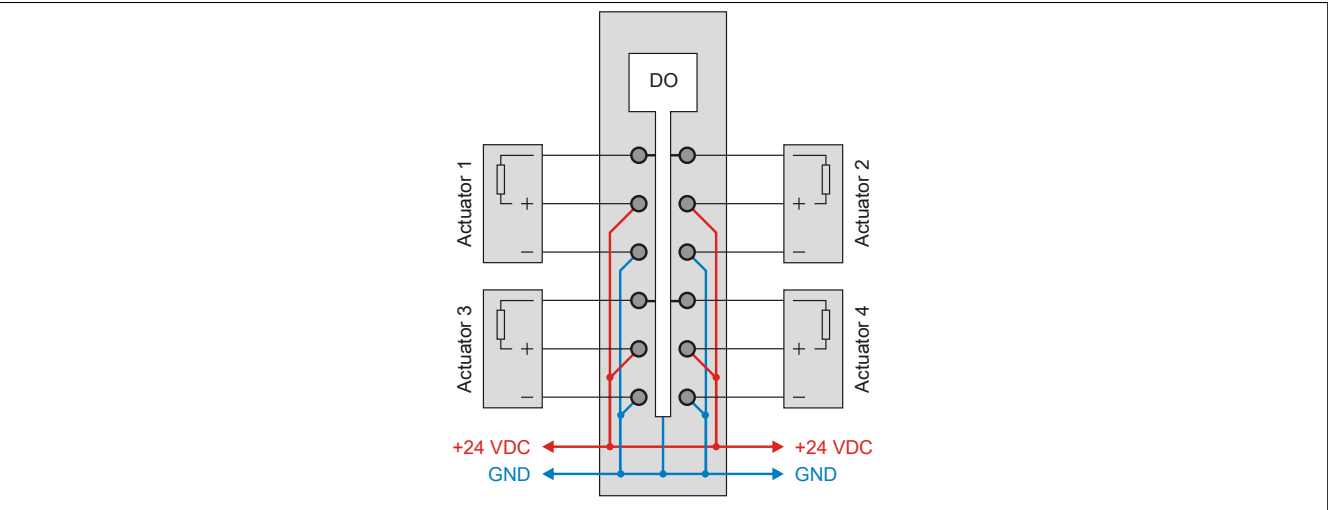 DO
Actuator 1
+
−
Actuator 2
+
−
Actuator 3
+
−
Actuator 4
+
−
+24 VDC
+24 VDC
GND
GND